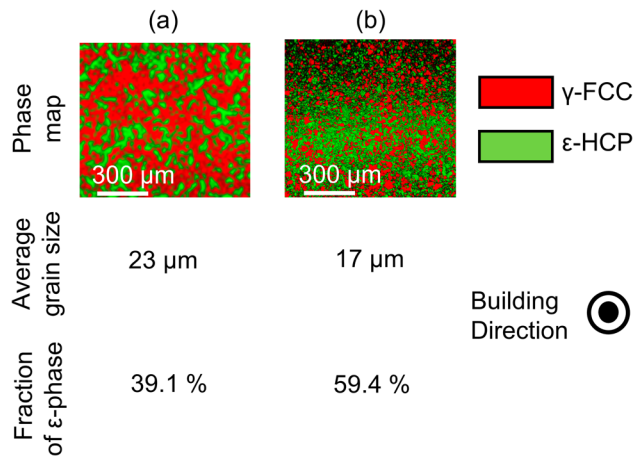 (a) (b)
Phase
map
300 μm 300 μm
γ-FCC
ε-HCP
Average
grain size
23 μm 17 μm
Building
Direction
Fraction
of ε-phase
39.1 % 59.4 %